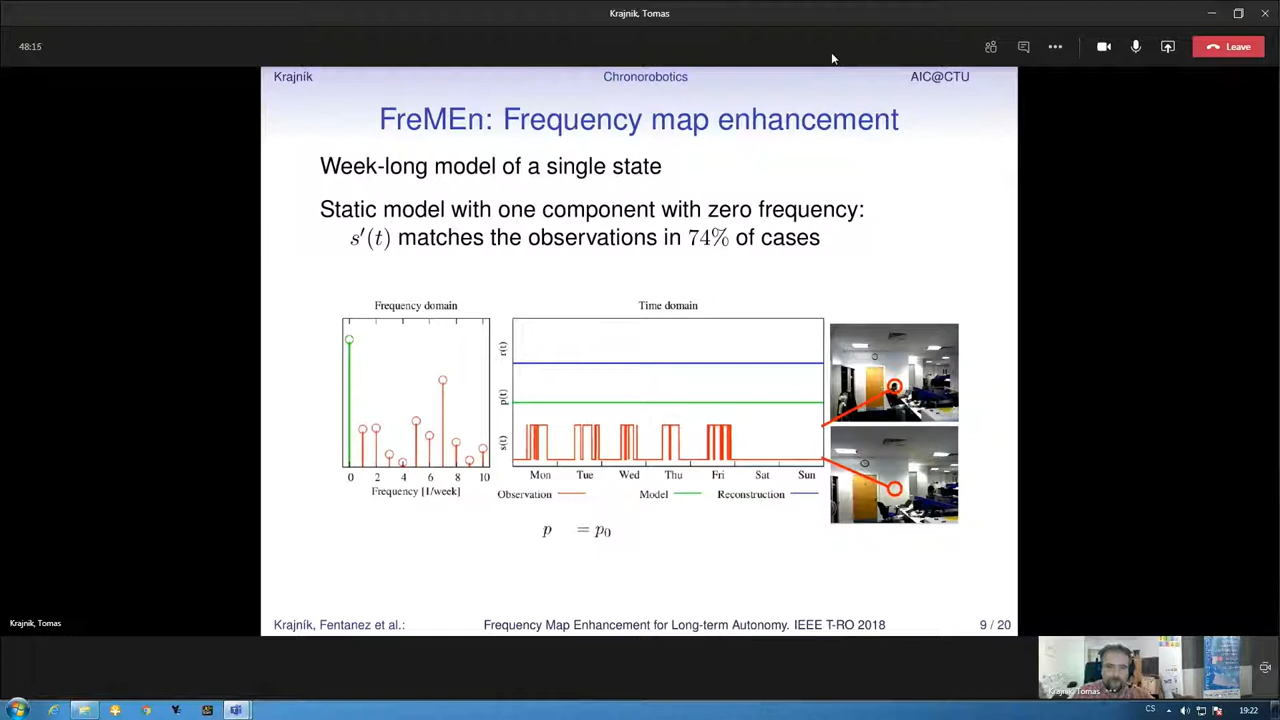 Krajnik, Tomas
48:15
Leave
Krajník
Chronorobotics
AIC@CTU
FreMEn: Frequency map enhancement
Week-long model of a single state
Static model with one component with zero frequency:
s′(t) matches the observations in 74% of cases
Frequency domain
0 2 4 6 8 10
Frequency [1/week]
Time domain
r(t)
p(t)
s(t)
Mon Tue Wed Thu Fri Sat Sun
Observation
Model
Reconstruction
p = p₀
Krajník, Fentanez et al.:
Frequency Map Enhancement for Long-term Autonomy. IEEE T-RO 2018
9 / 20
Krajnik, Tomas
Krajnik, Tomas
CS
19:22